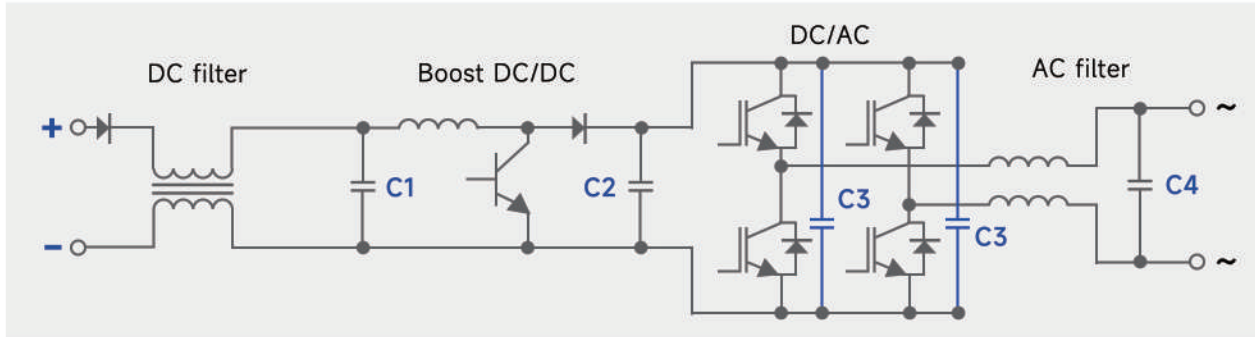 DC filter
Boost DC/DC
DC/AC
AC filter
+
C1
C2
C3
C3
C4
~
–
~